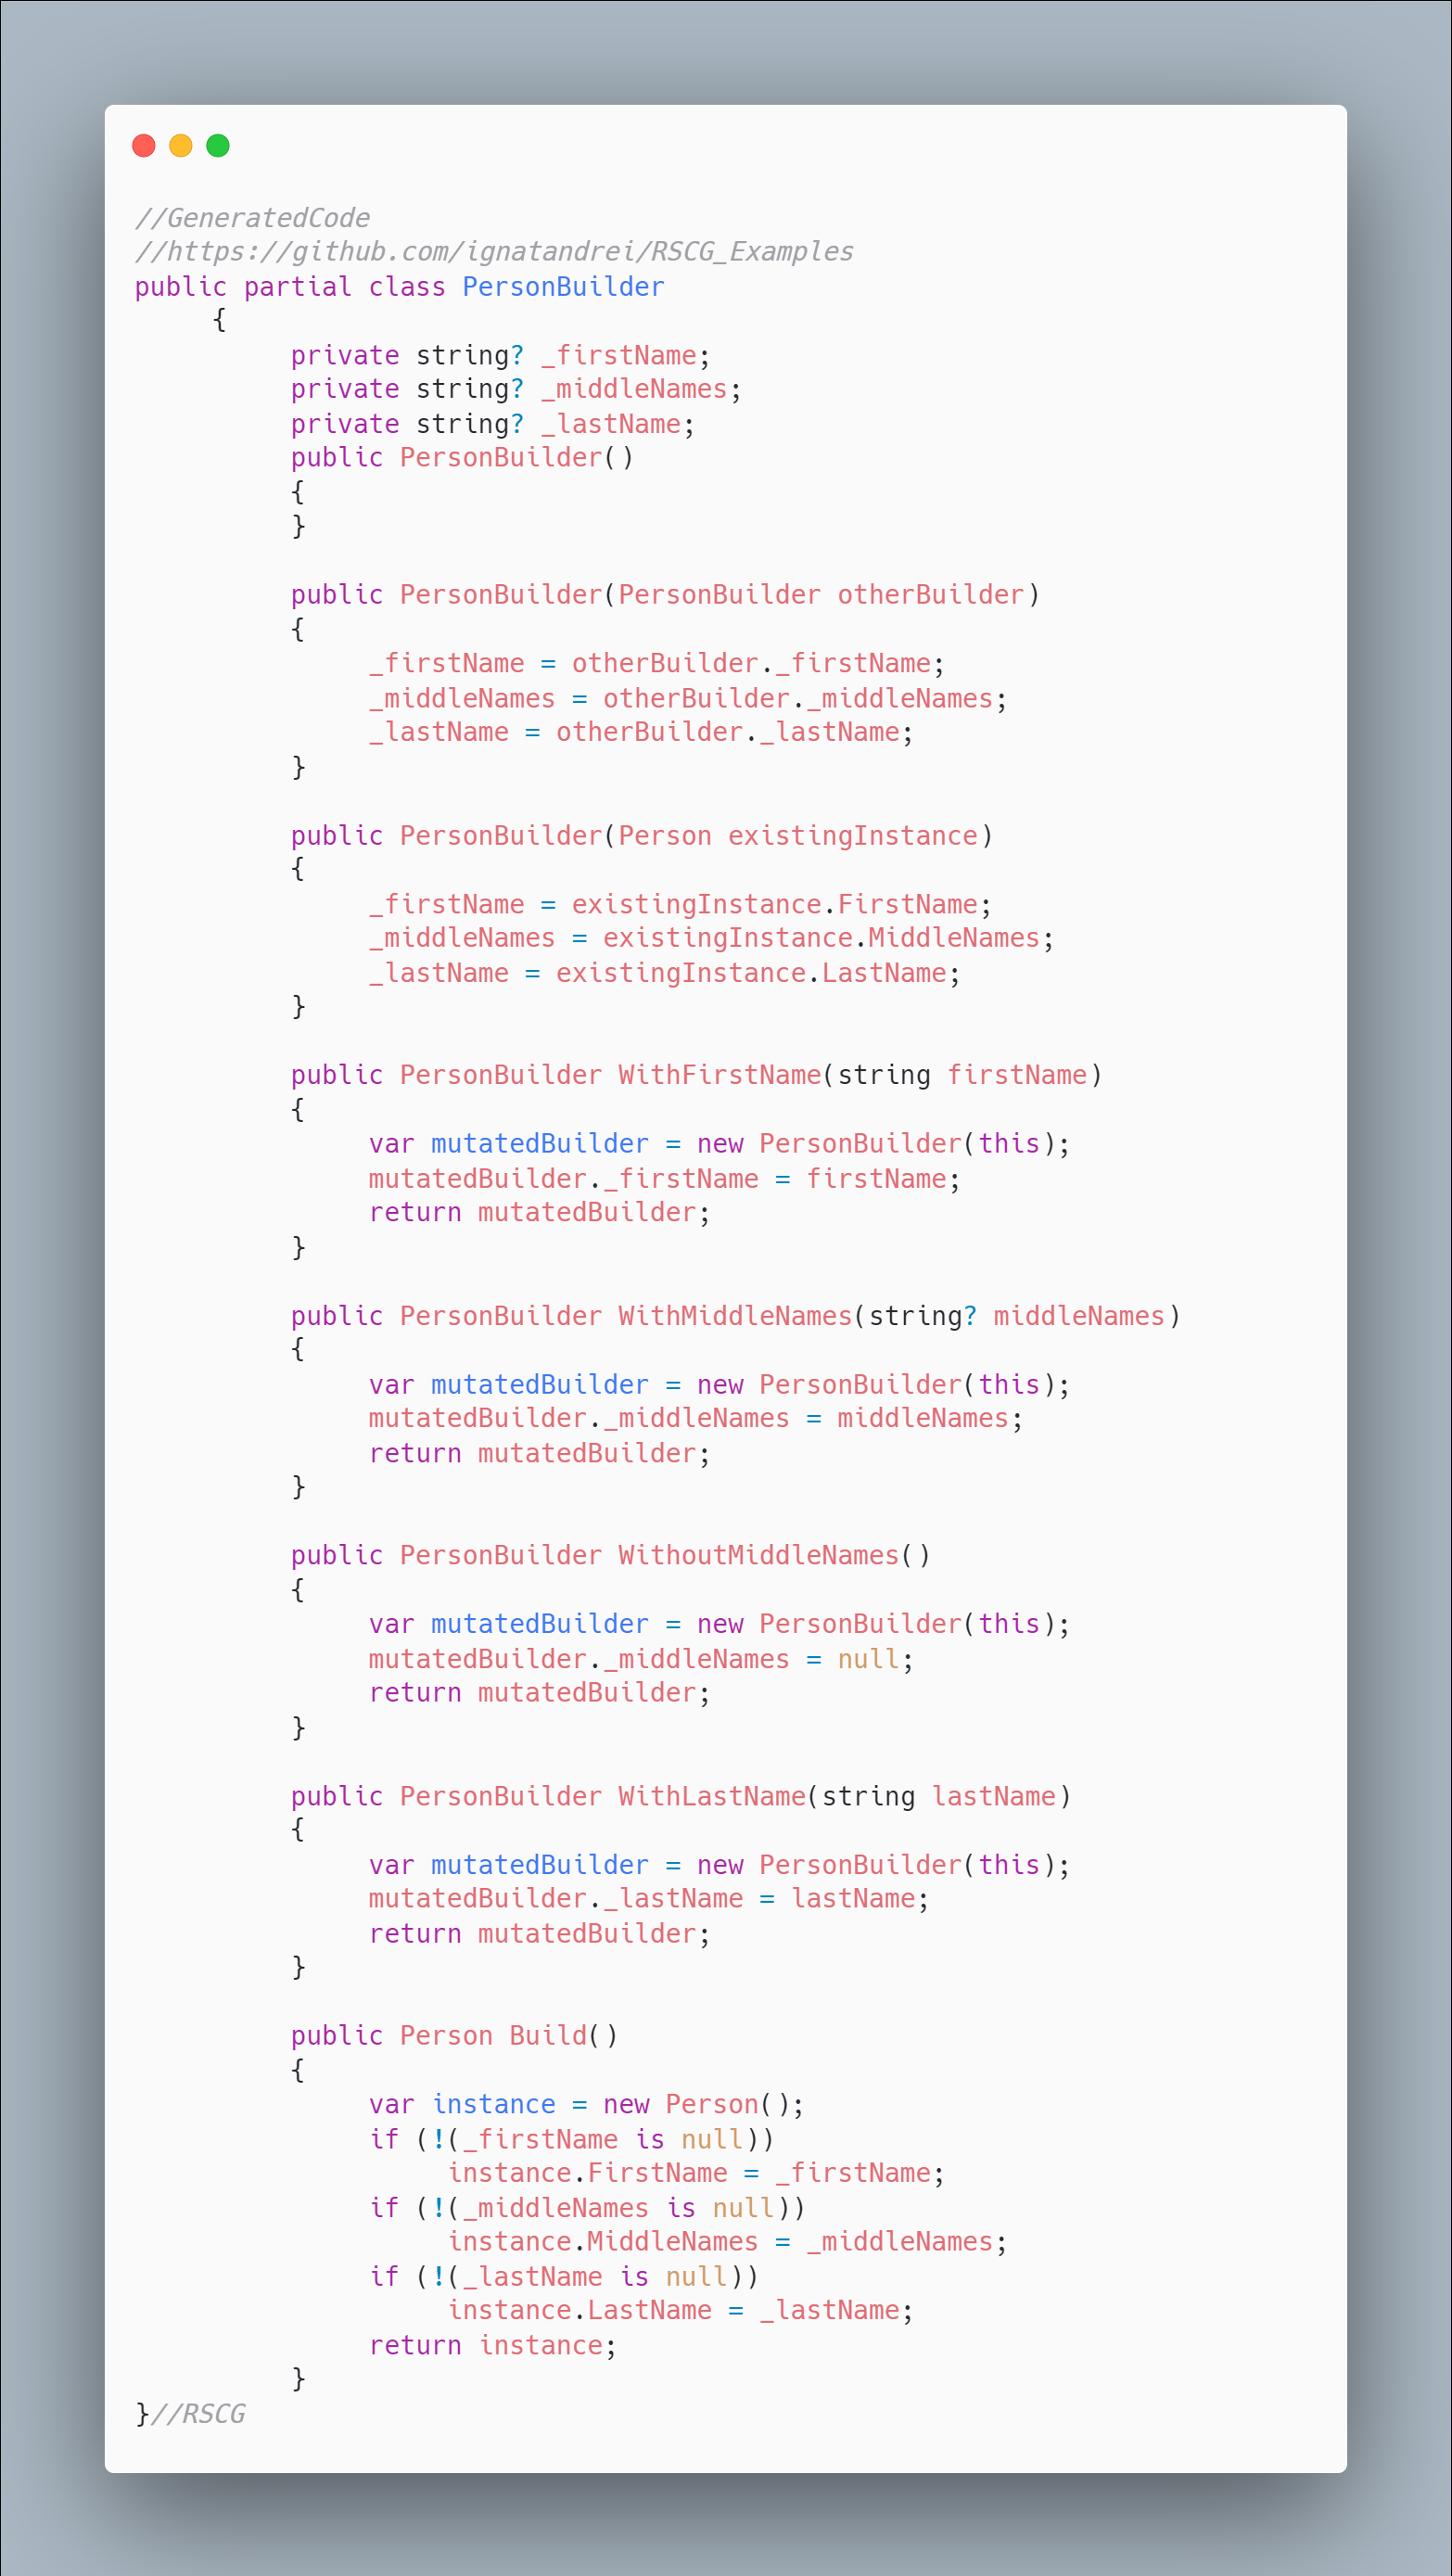 //GeneratedCode
//https://github.com/ignatandrei/RSCG_Examples
public partial class PersonBuilder
     {
          private string? _firstName;
          private string? _middleNames;
          private string? _lastName;
          public PersonBuilder()
          {
          }

          public PersonBuilder(PersonBuilder otherBuilder)
          {
               _firstName = otherBuilder._firstName;
               _middleNames = otherBuilder._middleNames;
               _lastName = otherBuilder._lastName;
          }

          public PersonBuilder(Person existingInstance)
          {
               _firstName = existingInstance.FirstName;
               _middleNames = existingInstance.MiddleNames;
               _lastName = existingInstance.LastName;
          }

          public PersonBuilder WithFirstName(string firstName)
          {
               var mutatedBuilder = new PersonBuilder(this);
               mutatedBuilder._firstName = firstName;
               return mutatedBuilder;
          }

          public PersonBuilder WithMiddleNames(string? middleNames)
          {
               var mutatedBuilder = new PersonBuilder(this);
               mutatedBuilder._middleNames = middleNames;
               return mutatedBuilder;
          }

          public PersonBuilder WithoutMiddleNames()
          {
               var mutatedBuilder = new PersonBuilder(this);
               mutatedBuilder._middleNames = null;
               return mutatedBuilder;
          }

          public PersonBuilder WithLastName(string lastName)
          {
               var mutatedBuilder = new PersonBuilder(this);
               mutatedBuilder._lastName = lastName;
               return mutatedBuilder;
          }

          public Person Build()
          {
               var instance = new Person();
               if (!(_firstName is null))
                    instance.FirstName = _firstName;
               if (!(_middleNames is null))
                    instance.MiddleNames = _middleNames;
               if (!(_lastName is null))
                    instance.LastName = _lastName;
               return instance;
          }
}//RSCG